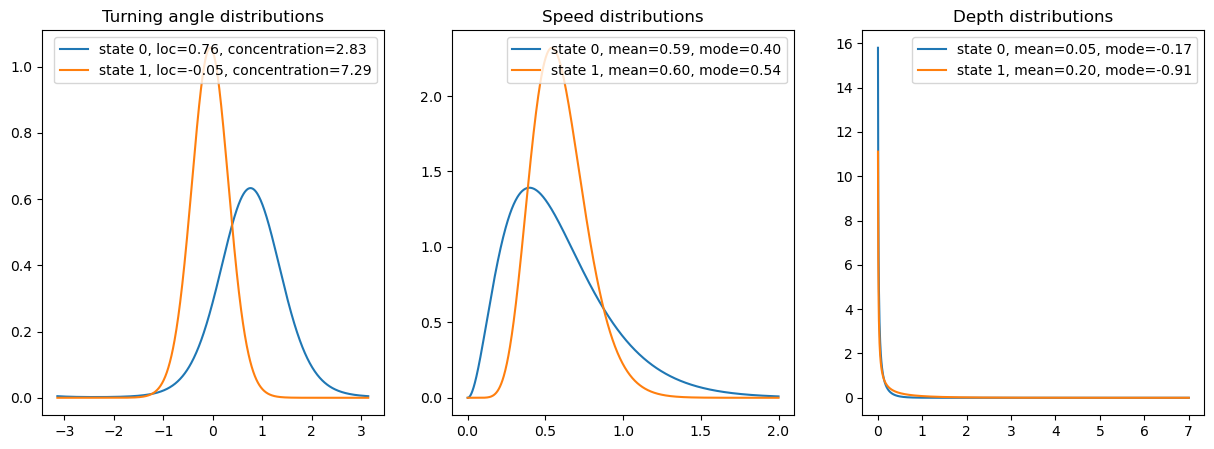 Turning angle distributions
state 0, loc=0.76, concentration=2.83
state 1, loc=-0.05, concentration=7.29
1.0
0.8
0.6
0.4
0.2
0.0
−3 −2 −1 0 1 2 3
Speed distributions
state 0, mean=0.59, mode=0.40
state 1, mean=0.60, mode=0.54
2.0
1.5
1.0
0.5
0.0
0.0 0.5 1.0 1.5 2.0
Depth distributions
state 0, mean=0.05, mode=-0.17
state 1, mean=0.20, mode=-0.91
16
14
12
10
8
6
4
2
0
0 1 2 3 4 5 6 7